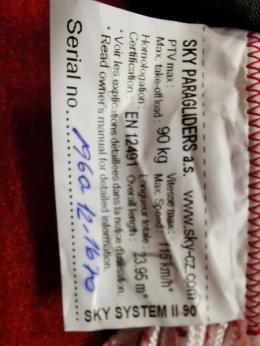 SKY PARAGLIDERS a.s. www.sky-cz.com
PTV max : Vitesse max :
Max. take-off load : 90 kg Max. Speed : 115 km/h
Homologation : Longueur totale :
Certification : EN 12491 Overall length : 23.95 m
• Voir les explications détaillées dans la notice d'utilisation.
• Read owner's manual for detailed information.
Serial no.
SKY SYSTEM II 90